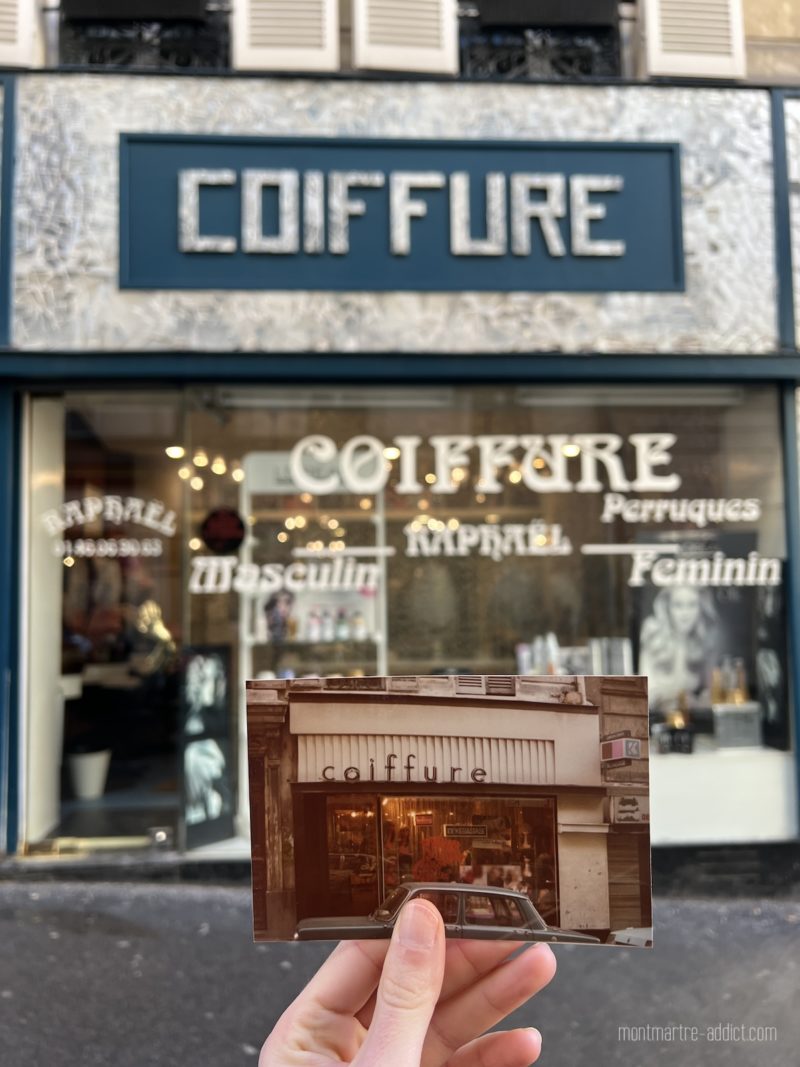 COIFFURE
COIFFURE
Perruques
RAPHAËL
RAPHAËL
Masculin
Feminin
coiffure
montmartre-addict.com